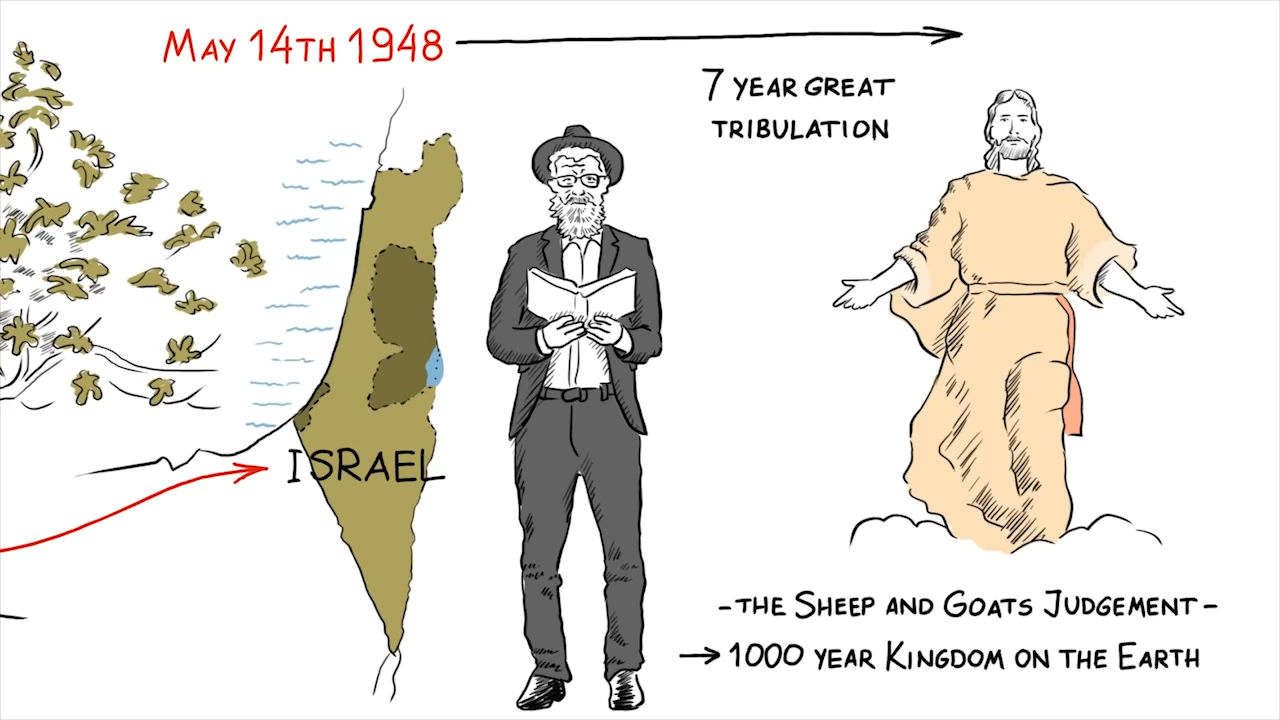 May 14th 1948
7 year great
tribulation
Israel
-the Sheep and Goats Judgement-
→ 1000 year Kingdom on the Earth